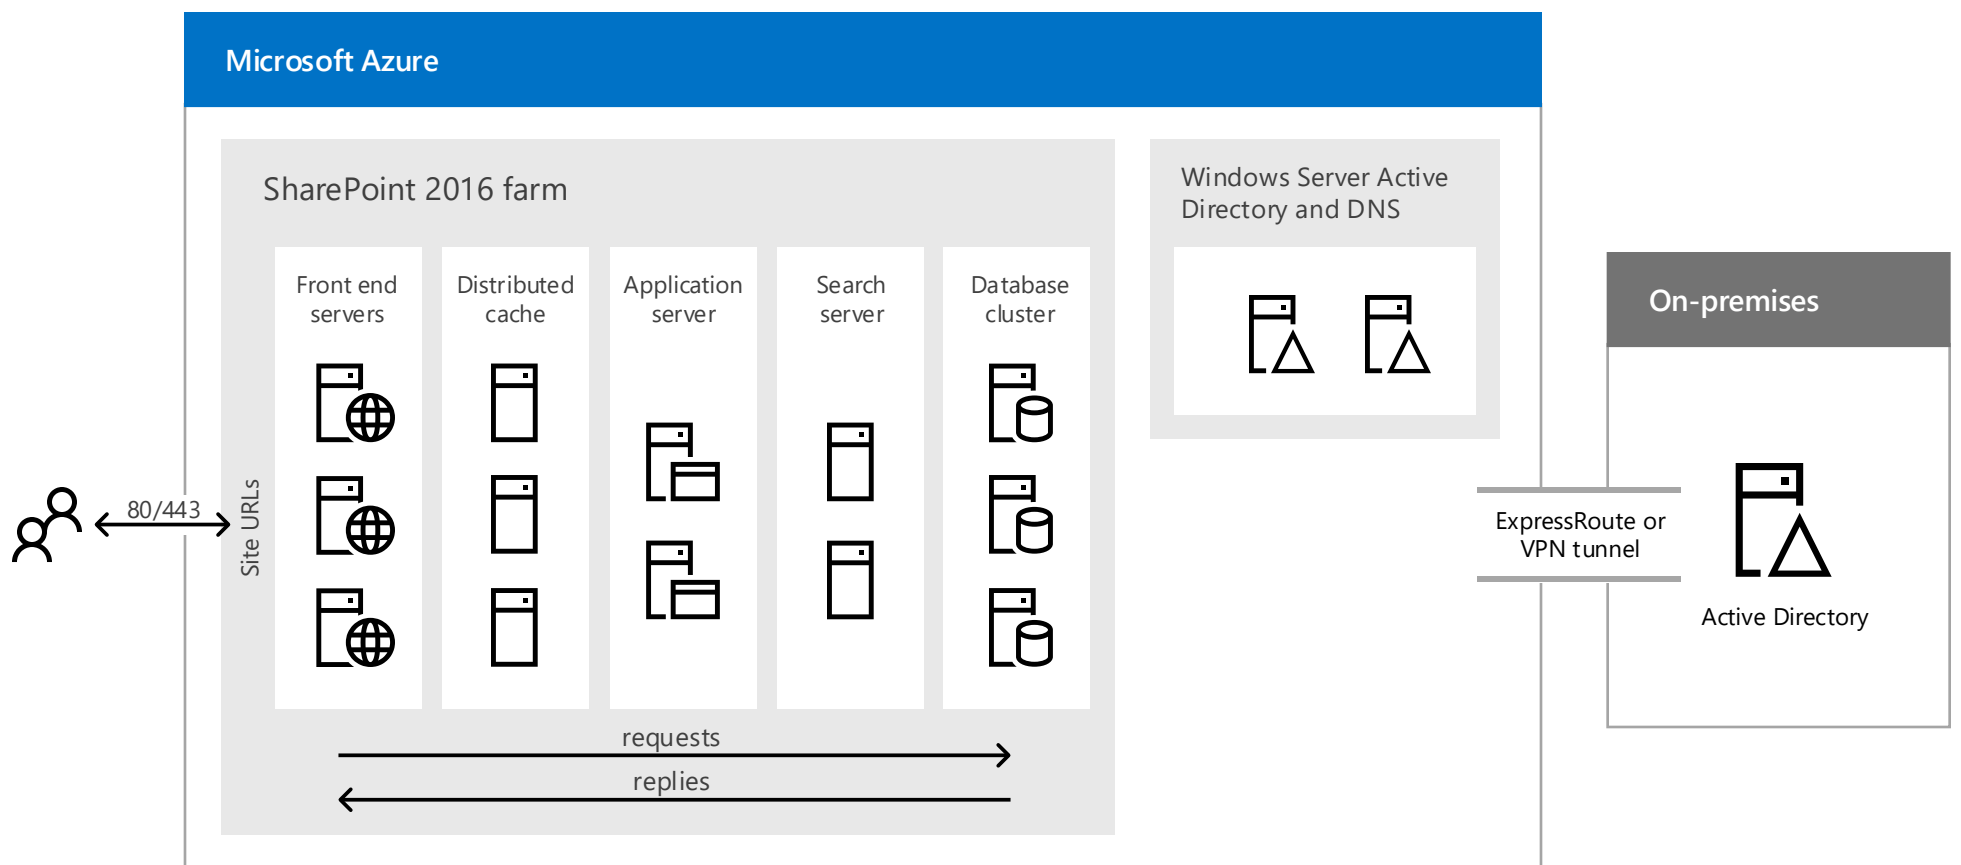 Microsoft Azure
SharePoint 2016 farm
Front end
servers
Distributed
cache
Application
server
Search
server
Database
cluster
Site URLs
80/443
requests
replies
Windows Server Active
Directory and DNS
ExpressRoute or
VPN tunnel
On-premises
Active Directory